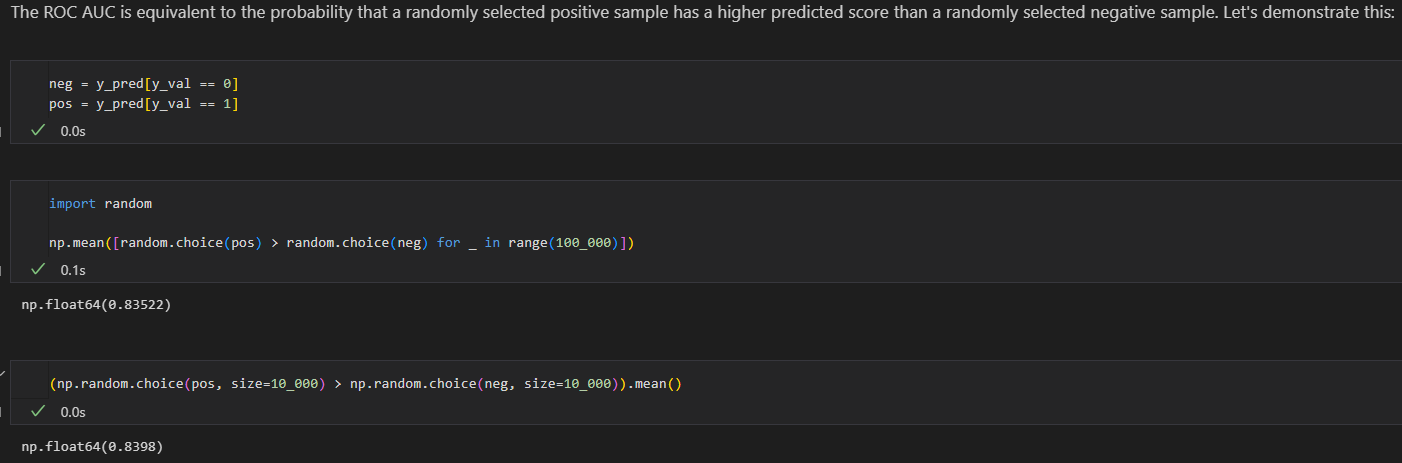 The ROC AUC is equivalent to the probability that a randomly selected positive sample has a higher predicted score than a randomly selected negative sample. Let's demonstrate this:
neg = y_pred[y_val == 0]
pos = y_pred[y_val == 1]
0.0s
import random
np.mean([random.choice(pos) > random.choice(neg) for _ in range(100_000)])
0.1s
np.float64(0.83522)
(np.random.choice(pos, size=10_000) > np.random.choice(neg, size=10_000)).mean()
0.0s
np.float64(0.8398)